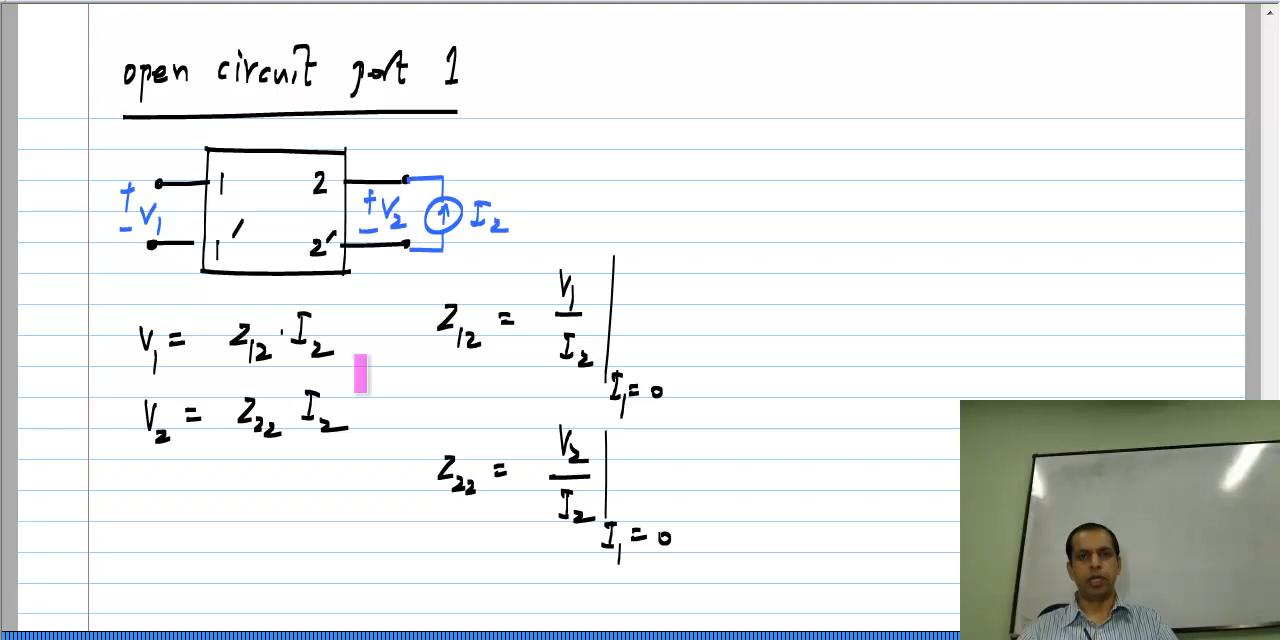 open circuit port 1
+ V1 - 1 2 + V2 - I2
1' 2'
V1 = Z12 · I2
Z12 = V1 / I2 | I1 = 0
V2 = Z22 I2
Z22 = V2 / I2 | I1 = 0